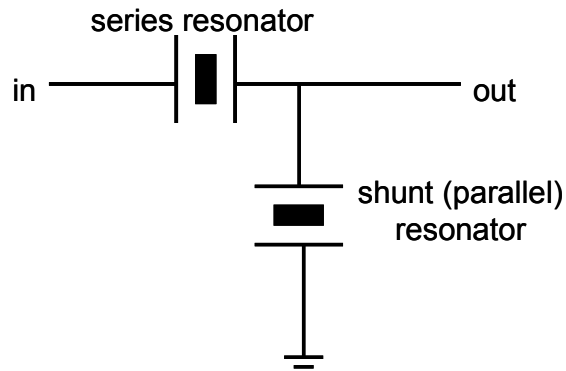 series resonator
in
out
shunt (parallel)
resonator